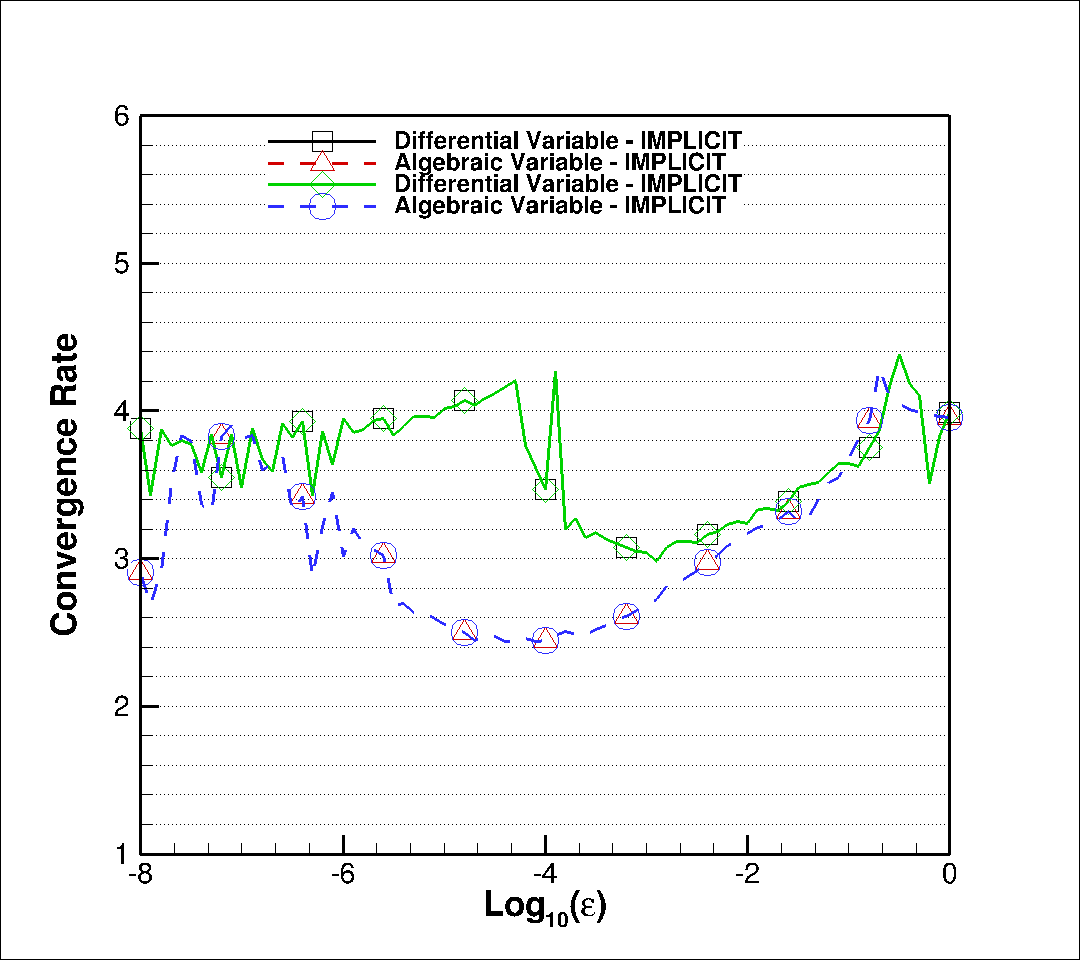 6
Differential Variable - IMPLICIT
Algebraic Variable - IMPLICIT
Differential Variable - IMPLICIT
Algebraic Variable - IMPLICIT
5
4
3
2
1
Convergence Rate
-8 -6 -4 -2 0
Log10(ε)